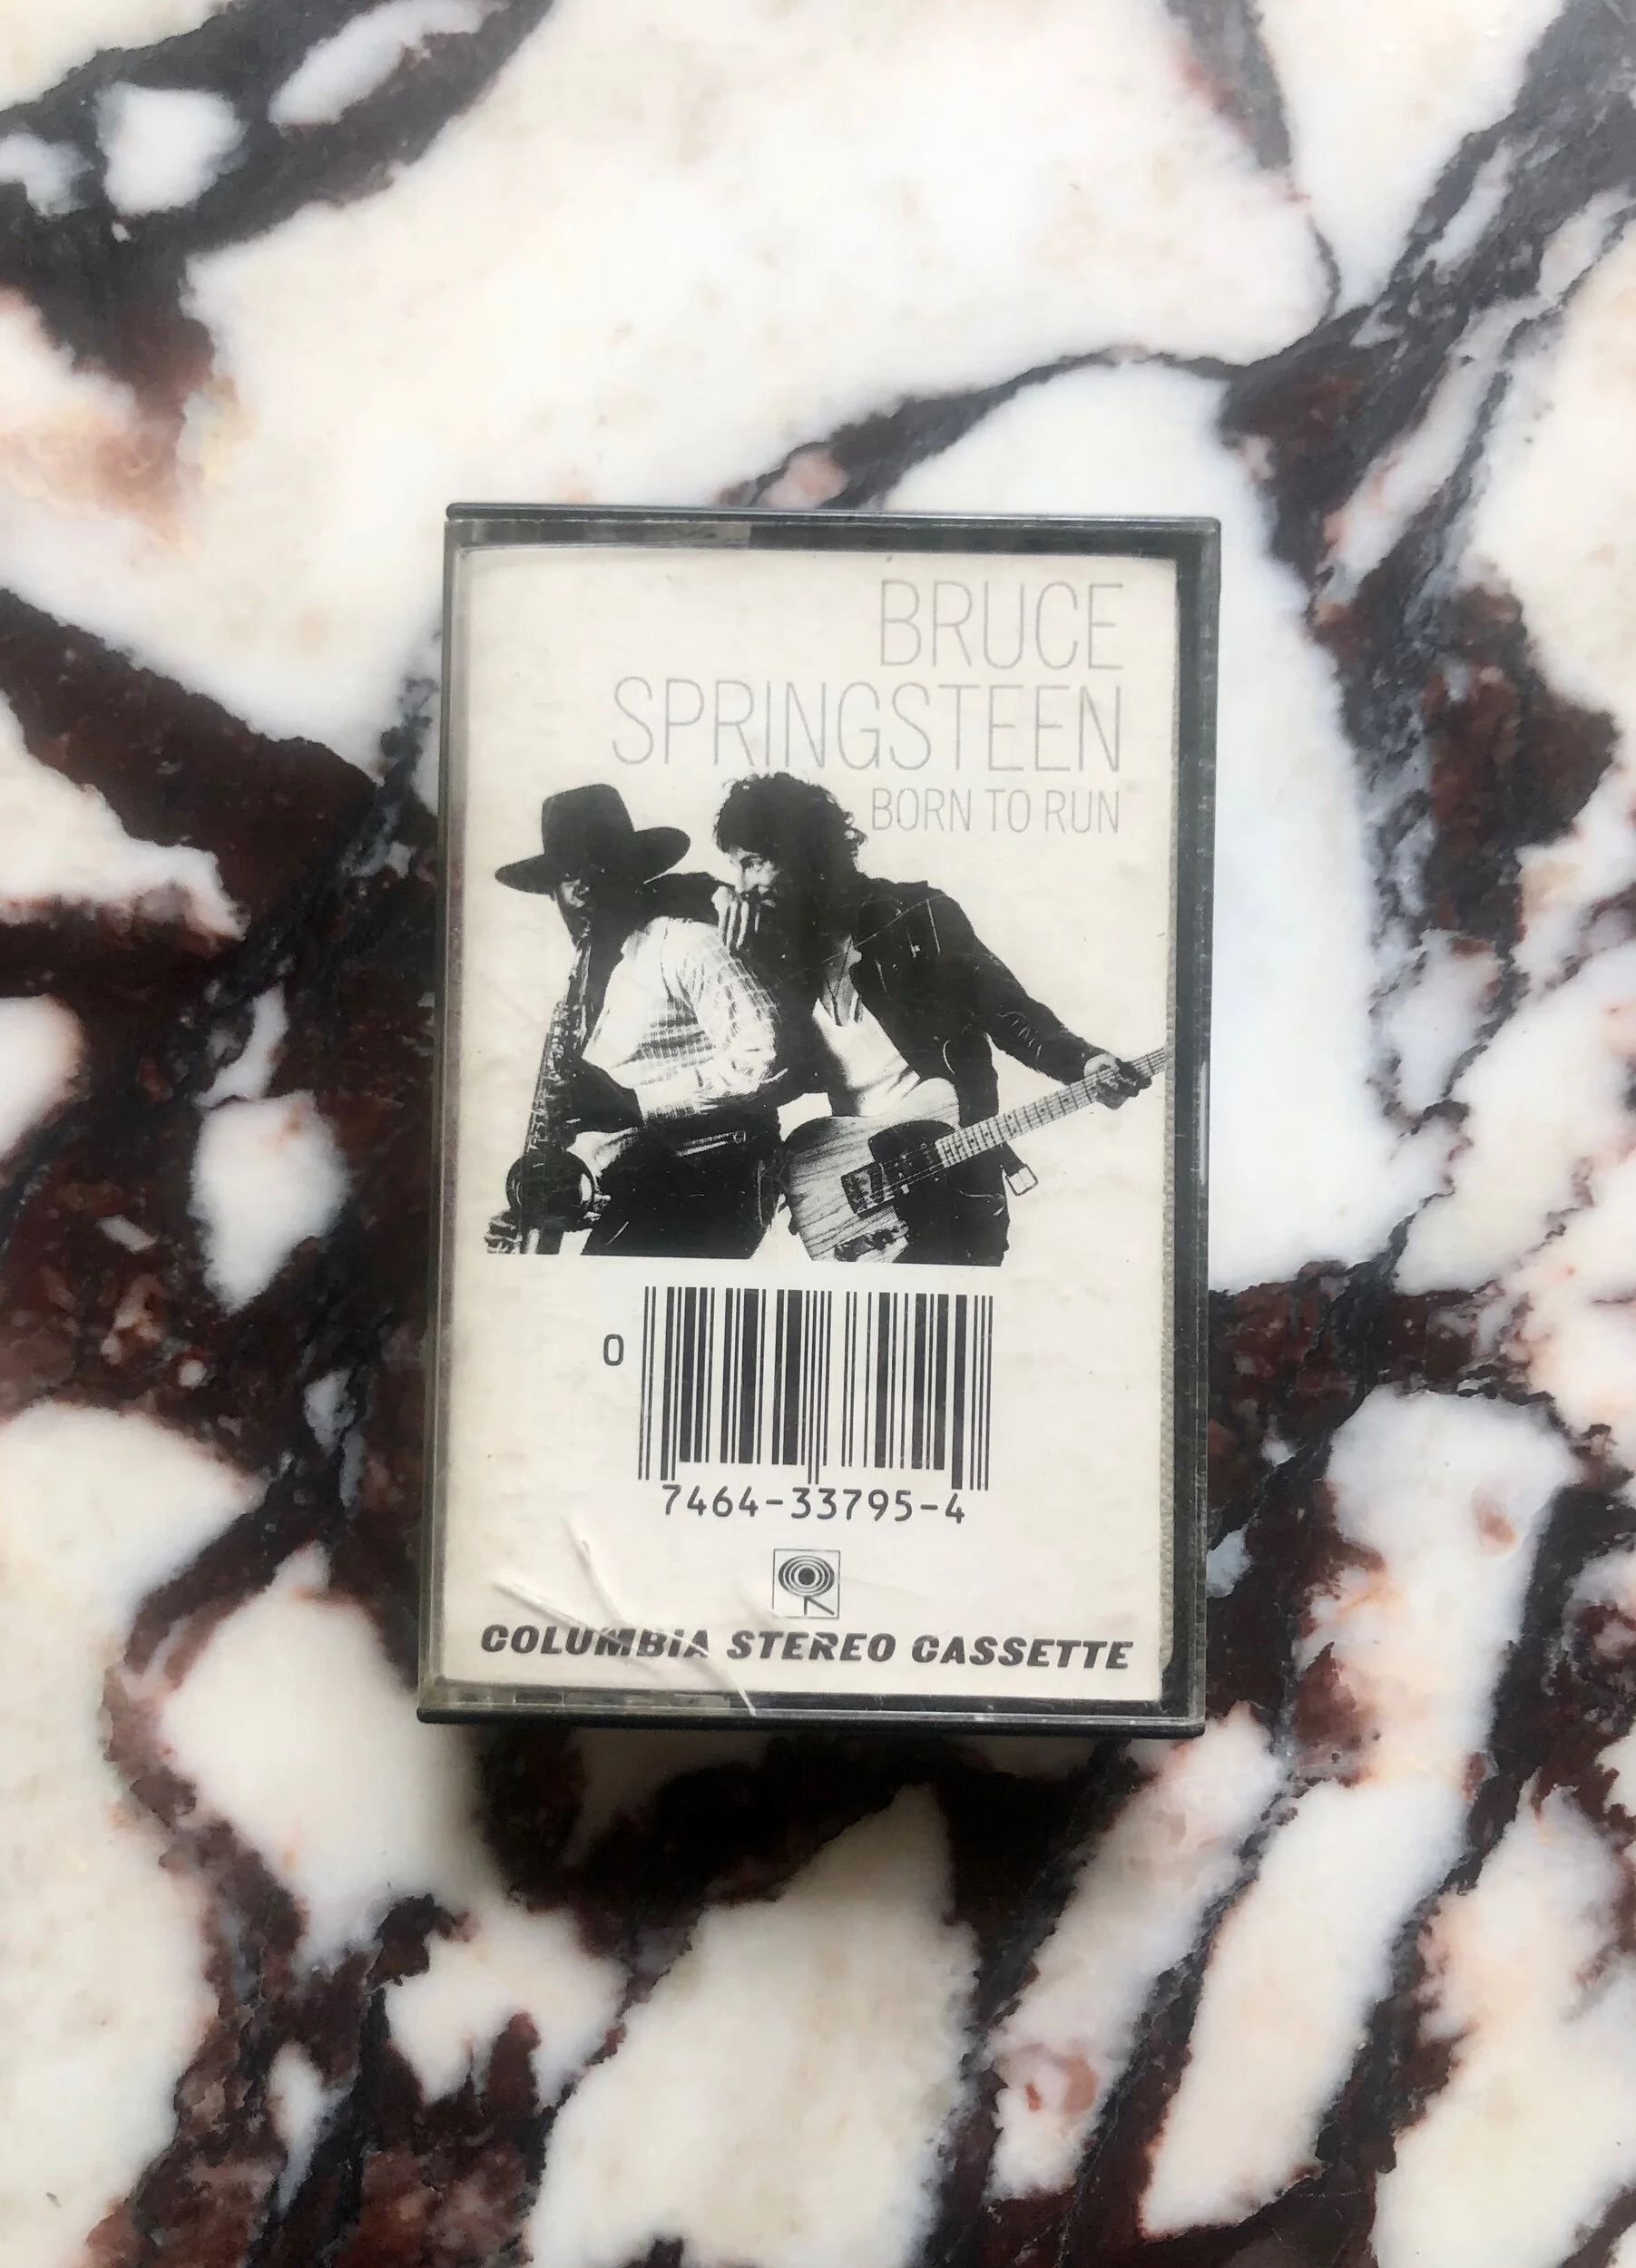 BRUCE
SPRINGSTEEN
BORN TO RUN
0
7464-33795-4
COLUMBIA STEREO CASSETTE